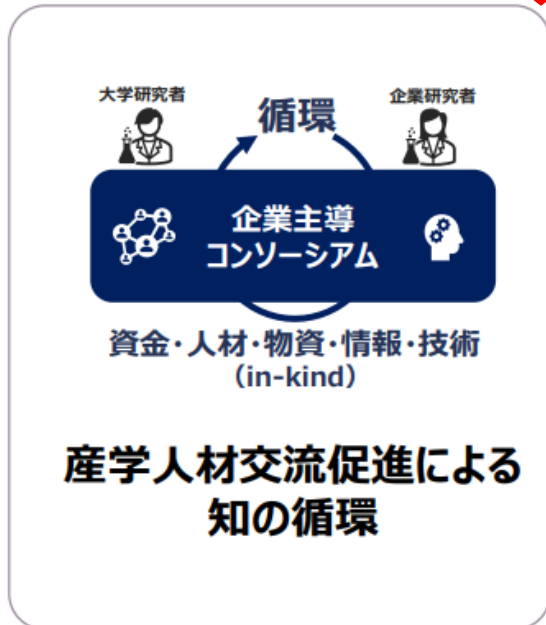 大学研究者
企業研究者
循環
企業主導
コンソーシアム
資金・人材・物資・情報・技術
（in-kind）
産学人材交流促進による
知の循環